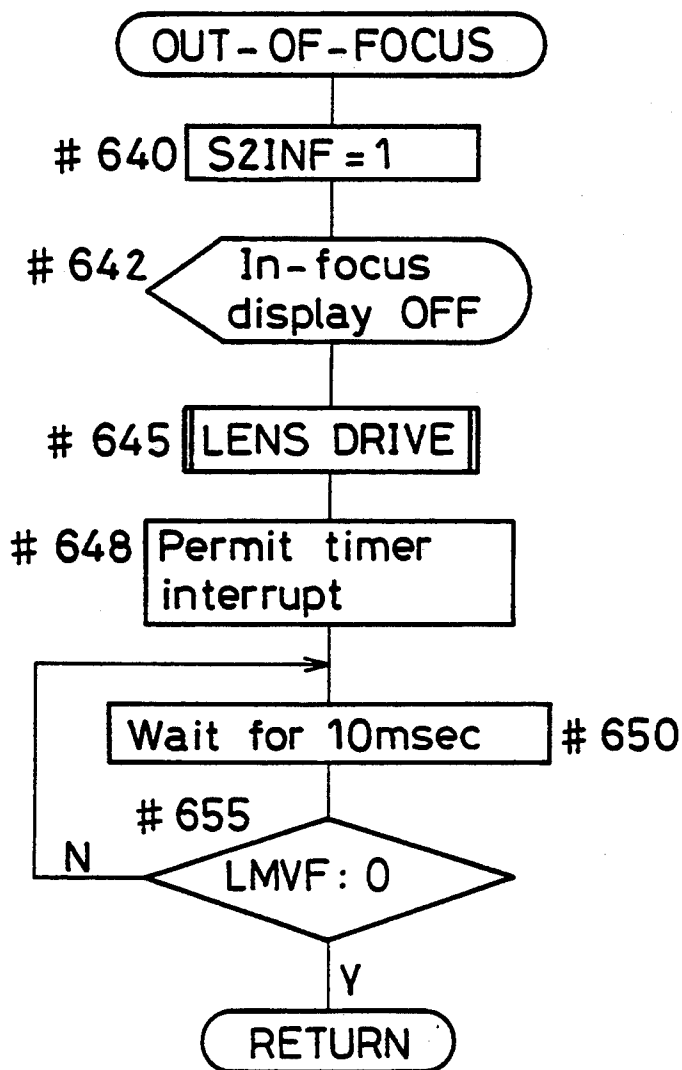 OUT-OF-FOCUS
# 640 S2INF = 1
# 642 In-focus
display OFF
# 645 LENS DRIVE
# 648 Permit timer
interrupt
Wait for 10msec # 650
# 655
N LMVF: 0
Y
RETURN